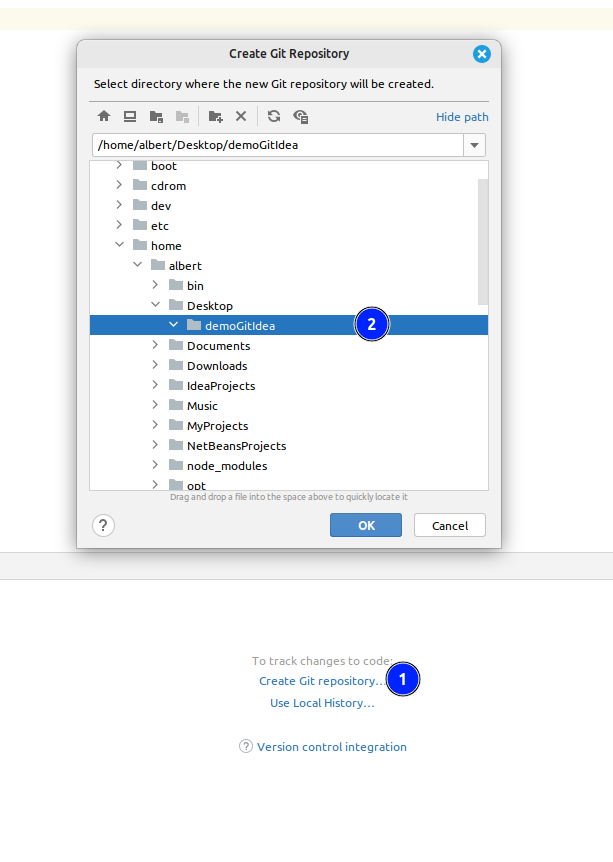 Create Git Repository
Select directory where the new Git repository will be created.
Hide path
/home/albert/Desktop/demoGitIdea
boot
cdrom
dev
etc
home
albert
bin
Desktop
demoGitIdea
2
Documents
Downloads
IdeaProjects
Music
MyProjects
NetBeansProjects
node_modules
opt
Drag and drop a file into the space above to quickly locate it
? OK Cancel
To track changes to code:
Create Git repository... 1
Use Local History...
? Version control integration